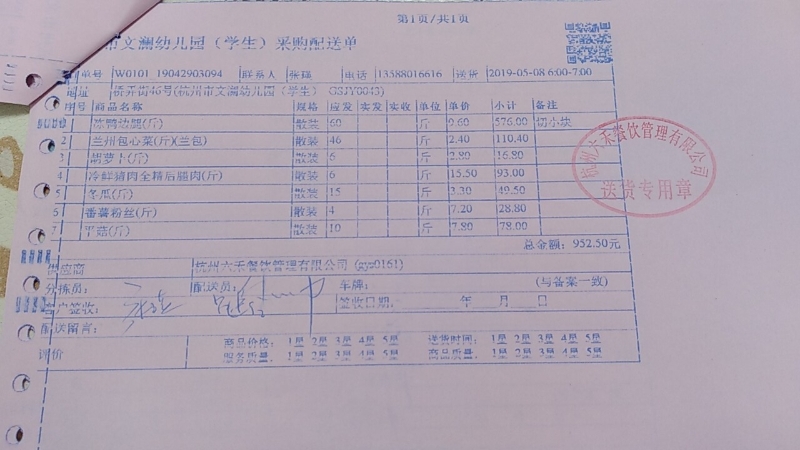 第1页/共1页
市文澜幼儿园（学生）采购配送单
单号 W0101_19042903094 联系人 张瑶 电话 13588016616 送货 2019-05-08 6:00-7:00
地址 桥弄街46号(杭州市文澜幼儿园（学生） GSJY0043)
序号 商品名称 规格 应发 实发 实收 单位 单价 小计 备注
冻鸭边腿(斤) 散装 60 斤 9.60 576.00 切小块
2 兰州包心菜(斤)(兰包) 散装 46 斤 2.40 110.40
胡萝卜(斤) 散装 6 斤 2.80 16.80
冷鲜猪肉全精后腿肉(斤) 散装 6 斤 15.50 93.00
冬瓜(斤) 散装 15 斤 3.30 49.50
6 番薯粉丝(斤) 散装 4 斤 7.20 28.80
平菇(斤) 散装 10 斤 7.80 78.00
总金额: 952.50元
供应商 杭州六禾餐饮管理有限公司 (gyz0161)
分拣员: 配送员: 车牌: (与备案一致)
客户签收: 签收日期: 年 月 日
配送留言:
评价 商品价格: 1星 2星 3星 4星 5星 送货时间: 1星 2星 3星 4星 5星
服务质量: 1星 2星 3星 4星 5星 商品质量: 1星 2星 3星 4星 5星
杭州六禾餐饮管理有限公司
送货专用章